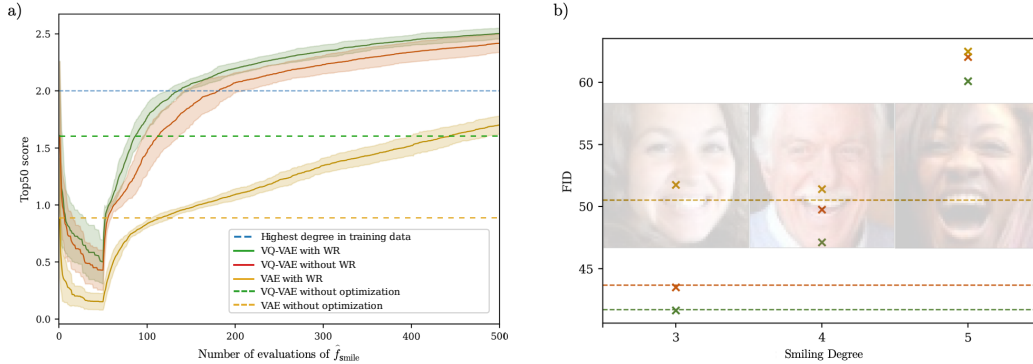 a)
2.5
2.0
1.5
1.0
0.5
0.0
Top50 score
Highest degree in training data
VQ-VAE with WR
VQ-VAE without WR
VAE with WR
VQ-VAE without optimization
VAE without optimization
0
100
200
300
400
500
Number of evaluations of f̂smile
b)
60
55
50
45
FID
3
4
5
Smiling Degree